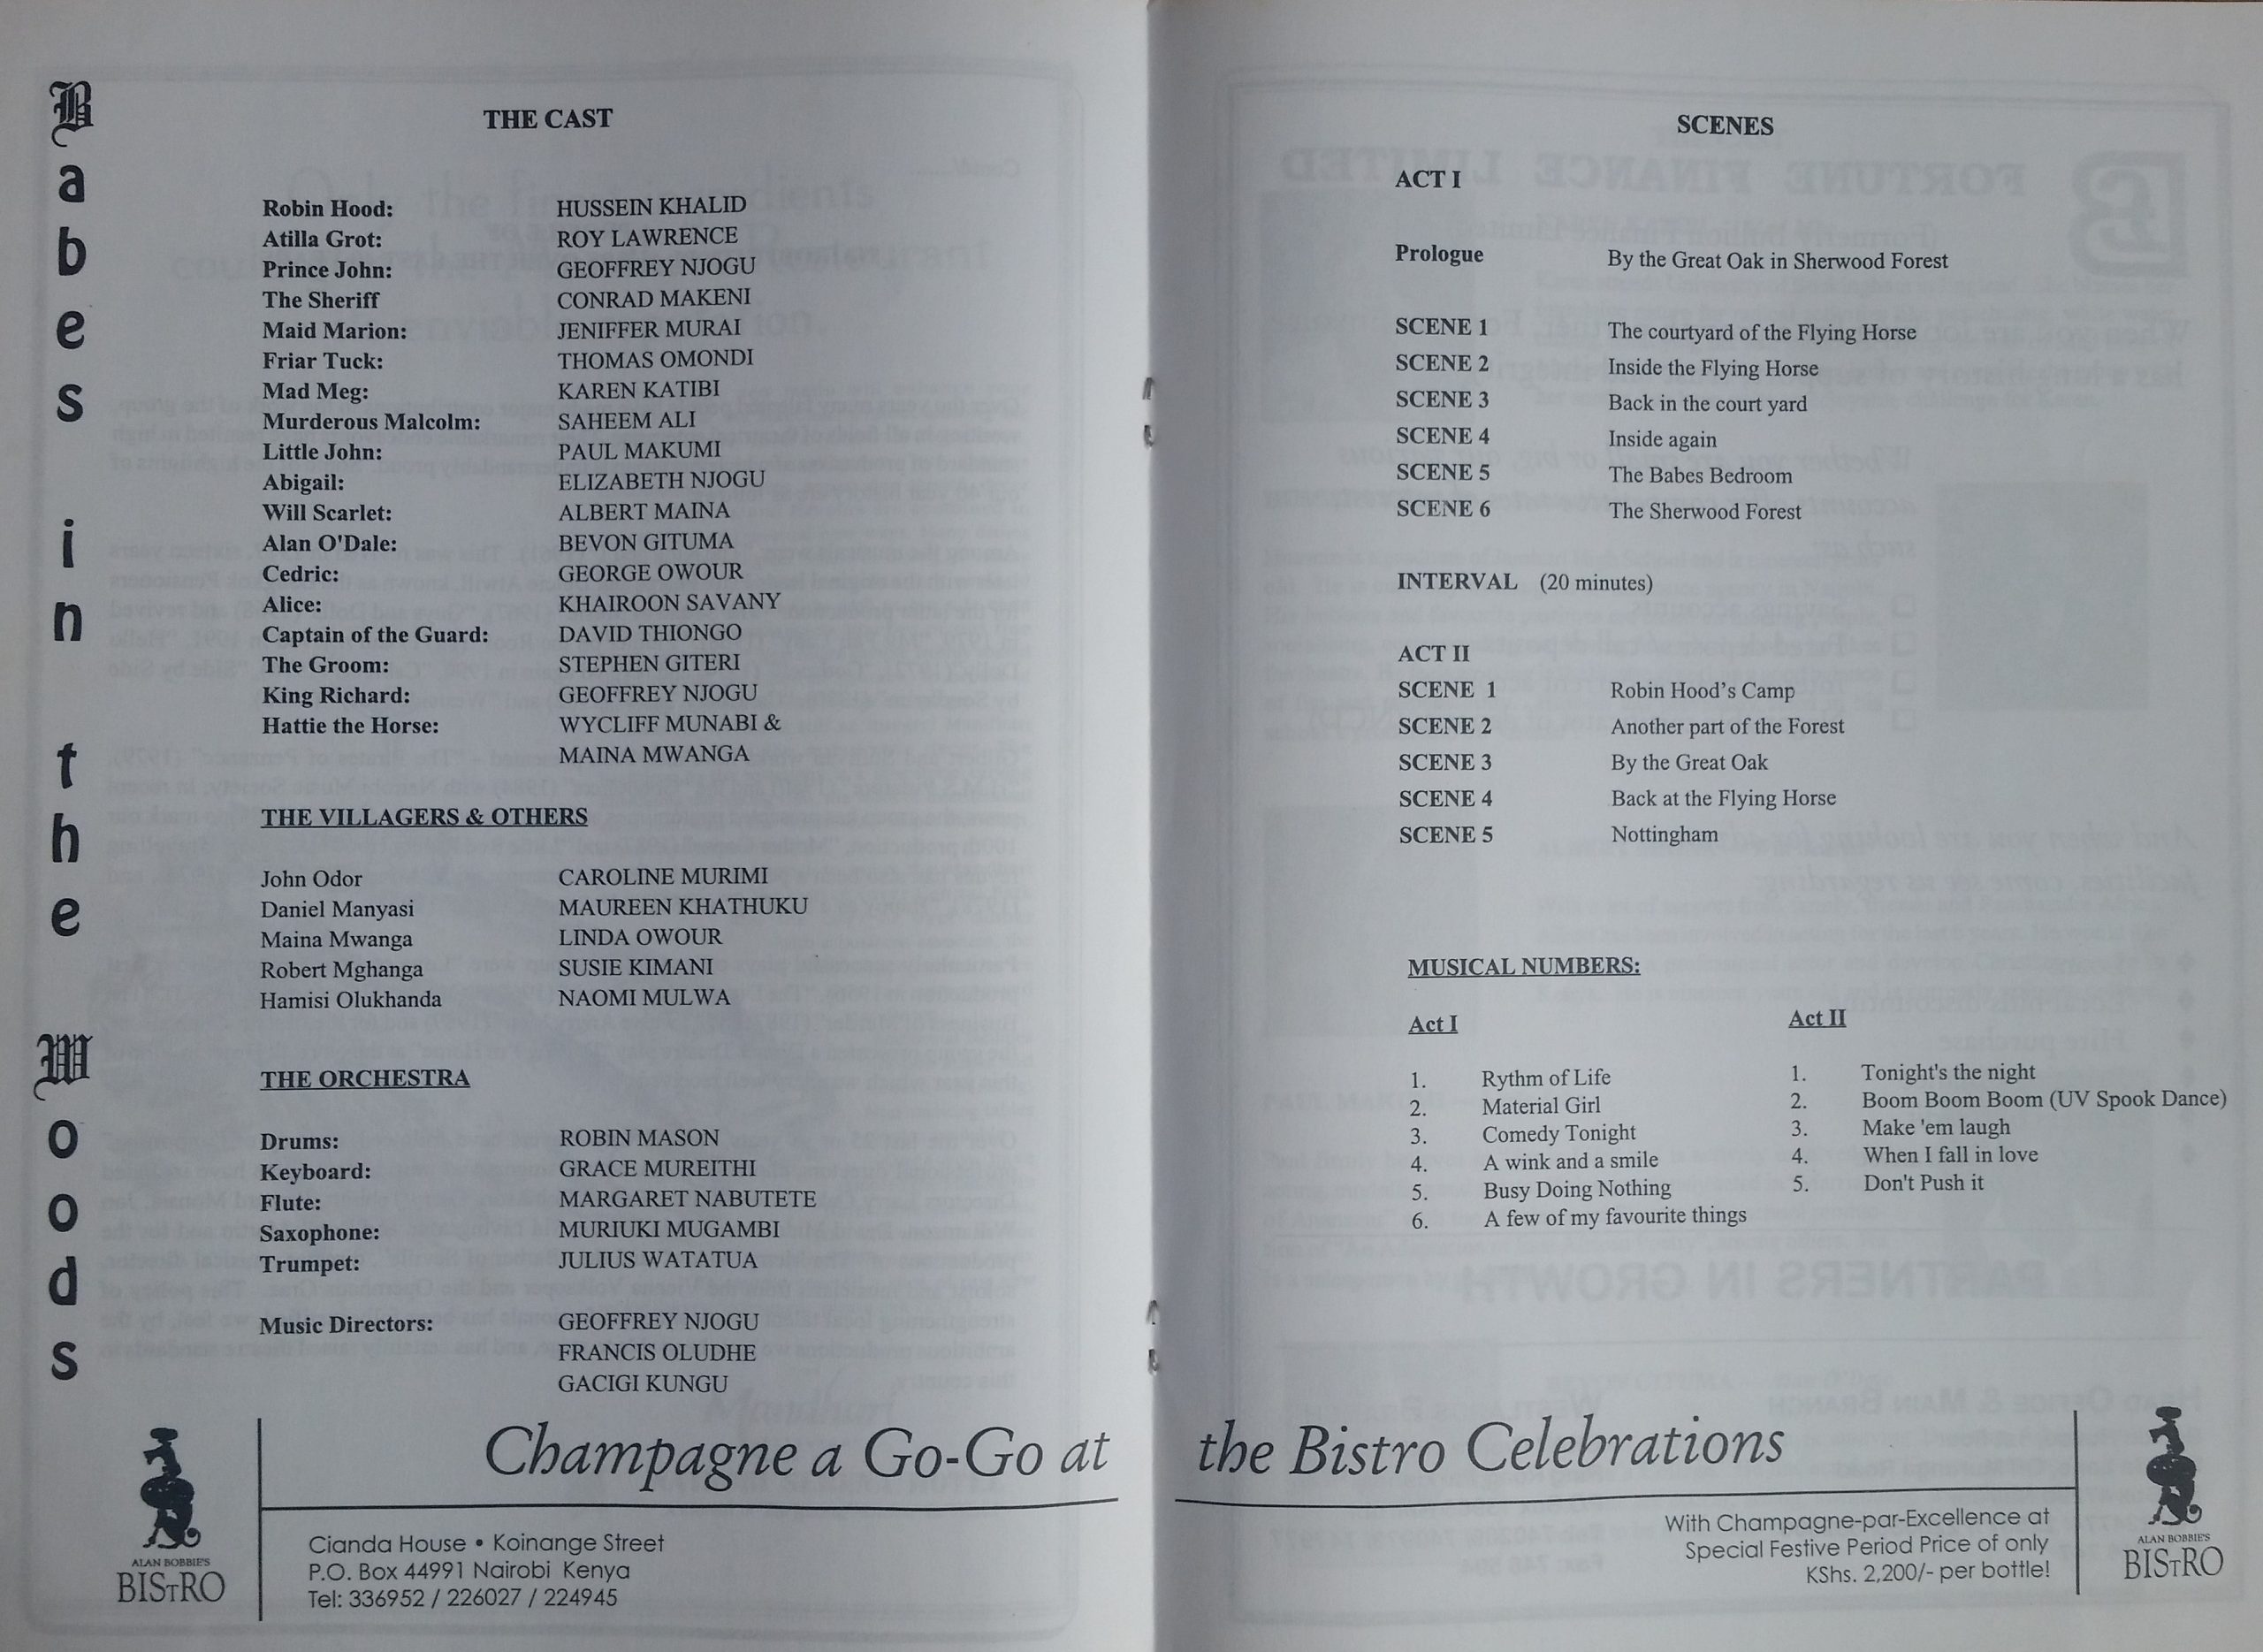 Babes in the Woods
THE CAST
Robin Hood: HUSSEIN KHALID
Atilla Grot: ROY LAWRENCE
Prince John: GEOFFREY NJOGU
The Sheriff CONRAD MAKENI
Maid Marion: JENIFFER MURAI
Friar Tuck: THOMAS OMONDI
Mad Meg: KAREN KATIBI
Murderous Malcolm: SAHEEM ALI
Little John: PAUL MAKUMI
Abigail: ELIZABETH NJOGU
Will Scarlet: ALBERT MAINA
Alan O'Dale: BEVON GITUMA
Cedric: GEORGE OWOUR
Alice: KHAIROON SAVANY
Captain of the Guard: DAVID THIONGO
The Groom: STEPHEN GITERI
King Richard: GEOFFREY NJOGU
Hattie the Horse: WYCLIFF MUNABI &
MAINA MWANGA
THE VILLAGERS & OTHERS
John Odor CAROLINE MURIMI
Daniel Manyasi MAUREEN KHATHUKU
Maina Mwanga LINDA OWOUR
Robert Mghanga SUSIE KIMANI
Hamisi Olukhanda NAOMI MULWA
THE ORCHESTRA
Drums: ROBIN MASON
Keyboard: GRACE MUREITHI
Flute: MARGARET NABUTETE
Saxophone: MURIUKI MUGAMBI
Trumpet: JULIUS WATATUA
Music Directors: GEOFFREY NJOGU
FRANCIS OLUDHE
GACIGI KUNGU
Champagne a Go-Go at
ALAN BOBBIE'S
BISTRO
Cianda House • Koinange Street
P.O. Box 44991 Nairobi Kenya
Tel: 336952 / 226027 / 224945
SCENES
ACT I
Prologue By the Great Oak in Sherwood Forest
SCENE 1 The courtyard of the Flying Horse
SCENE 2 Inside the Flying Horse
SCENE 3 Back in the court yard
SCENE 4 Inside again
SCENE 5 The Babes Bedroom
SCENE 6 The Sherwood Forest
INTERVAL (20 minutes)
ACT II
SCENE 1 Robin Hood's Camp
SCENE 2 Another part of the Forest
SCENE 3 By the Great Oak
SCENE 4 Back at the Flying Horse
SCENE 5 Nottingham
MUSICAL NUMBERS:
Act I
1. Rythm of Life
2. Material Girl
3. Comedy Tonight
4. A wink and a smile
5. Busy Doing Nothing
6. A few of my favourite things
Act II
1. Tonight's the night
2. Boom Boom Boom (UV Spook Dance)
3. Make 'em laugh
4. When I fall in love
5. Don't Push it
the Bistro Celebrations
With Champagne-par-Excellence at
Special Festive Period Price of only
KShs. 2,200/- per bottle!
ALAN BOBBIE'S
BISTRO